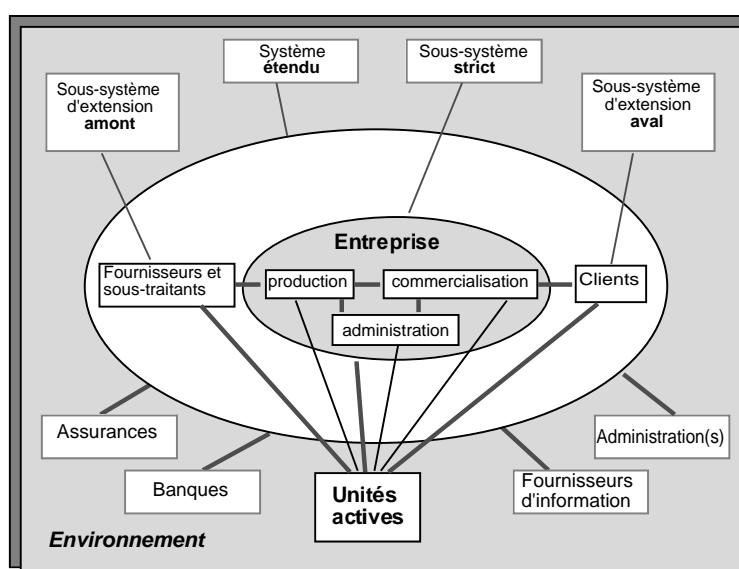 Système
étendu
Sous-système
strict
Sous-système
d'extension
amont
Sous-système
d'extension
aval
Entreprise
Fournisseurs et
sous-traitants
production
commercialisation
Clients
administration
Assurances
Administration(s)
Banques
Unités
actives
Fournisseurs
d'information
Environnement